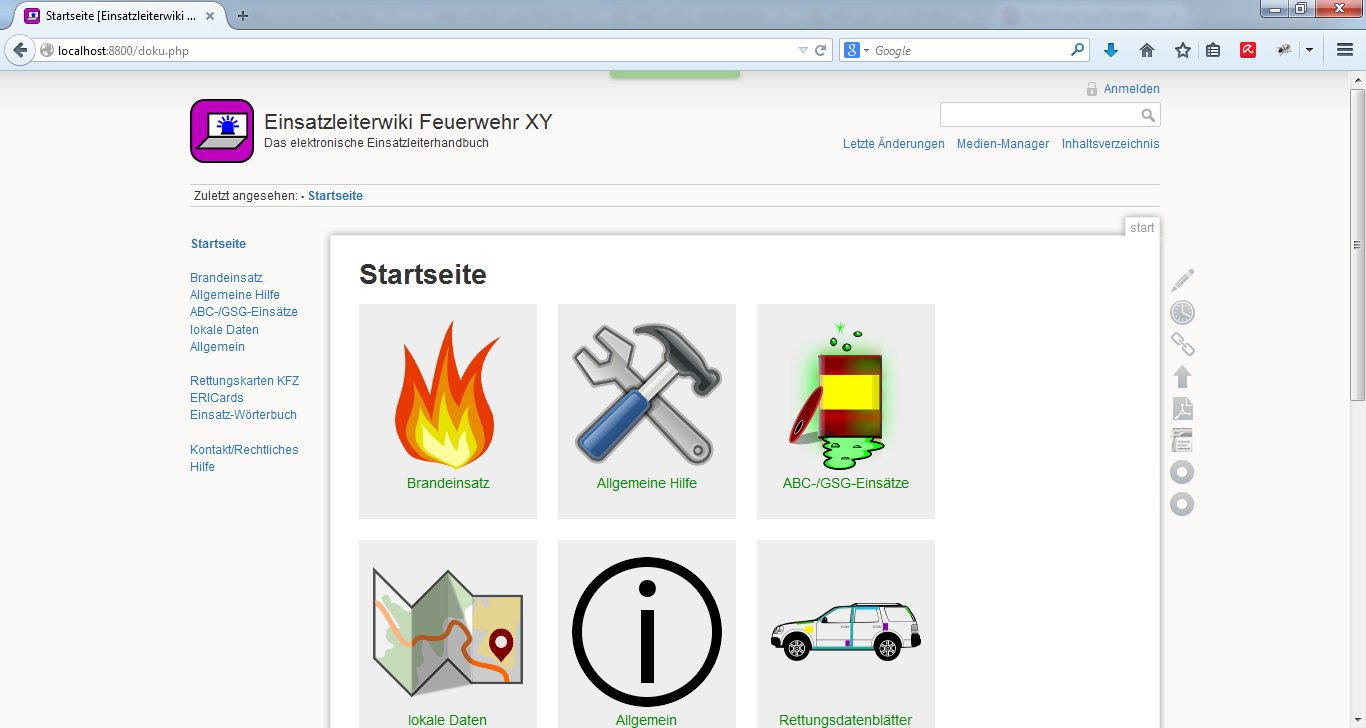 Startseite [Einsatzleiterwiki ...
localhost:8800/doku.php
Google
Anmelden
Einsatzleiterwiki Feuerwehr XY
Das elektronische Einsatzleiterhandbuch
Letzte Änderungen Medien-Manager Inhaltsverzeichnis
Zuletzt angesehen: • Startseite
start
Startseite
Brandeinsatz
Allgemeine Hilfe
ABC-/GSG-Einsätze
lokale Daten
Allgemein
Rettungskarten KFZ
ERICards
Einsatz-Wörterbuch
Kontakt/Rechtliches
Hilfe
Startseite
Brandeinsatz
Allgemeine Hilfe
ABC-/GSG-Einsätze
lokale Daten
Allgemein
Rettungsdatenblätter